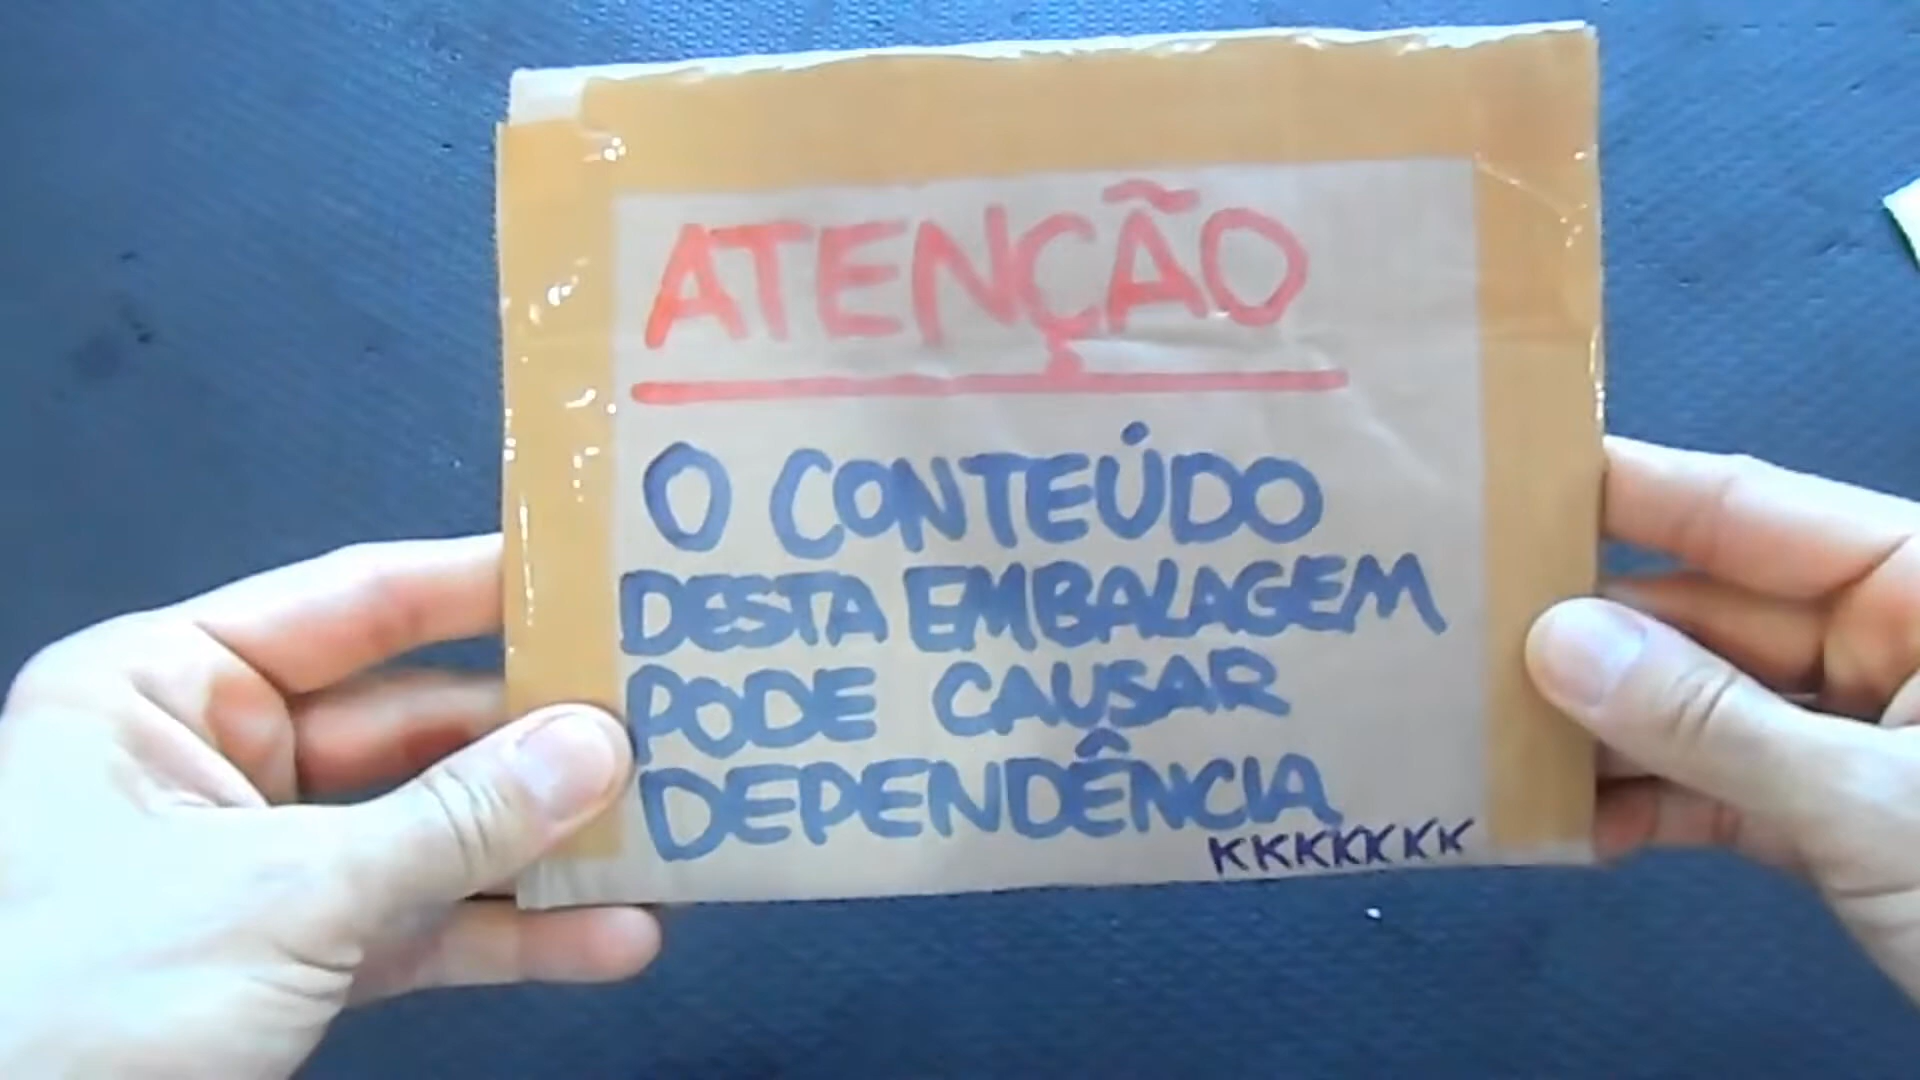 ATENÇÃO
O CONTEÚDO
DESTA EMBALAGEM
PODE CAUSAR
DEPENDÊNCIA
KKKKKKK